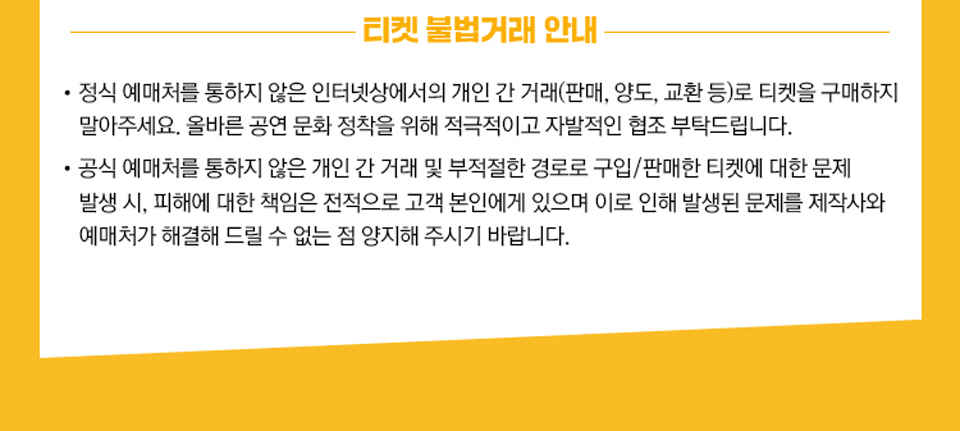 티켓 불법거래 안내
• 정식 예매처를 통하지 않은 인터넷상에서의 개인 간 거래(판매, 양도, 교환 등)로 티켓을 구매하지
말아주세요. 올바른 공연 문화 정착을 위해 적극적이고 자발적인 협조 부탁드립니다.
• 공식 예매처를 통하지 않은 개인 간 거래 및 부적절한 경로로 구입/판매한 티켓에 대한 문제
발생 시, 피해에 대한 책임은 전적으로 고객 본인에게 있으며 이로 인해 발생된 문제를 제작사와
예매처가 해결해 드릴 수 없는 점 양지해 주시기 바랍니다.